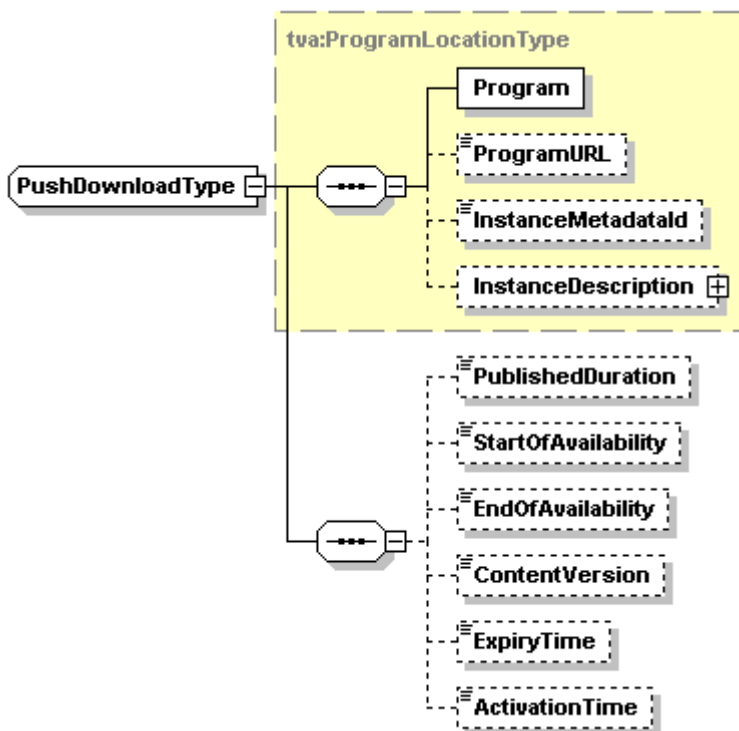 tva:ProgramLocationType
Program
ProgramURL
PushDownloadType
InstanceMetadataId
InstanceDescription
PublishedDuration
StartOfAvailability
EndOfAvailability
ContentVersion
ExpiryTime
ActivationTime